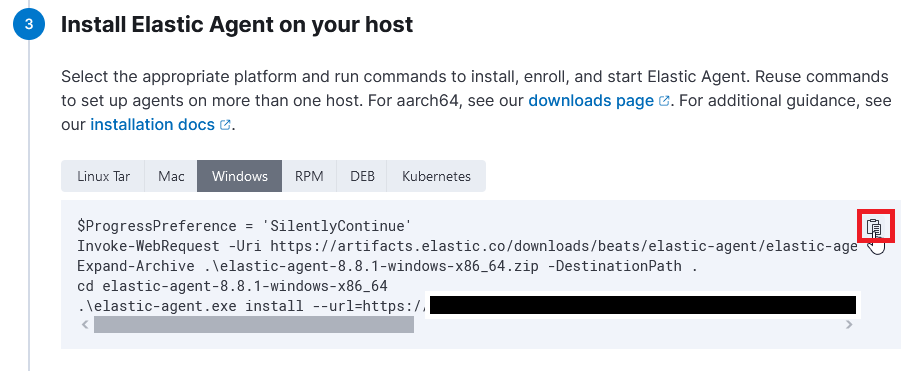 3
Install Elastic Agent on your host
Select the appropriate platform and run commands to install, enroll, and start Elastic Agent. Reuse commands
to set up agents on more than one host. For aarch64, see our downloads page. For additional guidance, see
our installation docs.
Linux Tar Mac Windows RPM DEB Kubernetes
$ProgressPreference = 'SilentlyContinue'
Invoke-WebRequest -Uri https://artifacts.elastic.co/downloads/beats/elastic-agent/elastic-age
Expand-Archive .\elastic-agent-8.8.1-windows-x86_64.zip -DestinationPath .
cd elastic-agent-8.8.1-windows-x86_64
.\elastic-agent.exe install --url=https:/